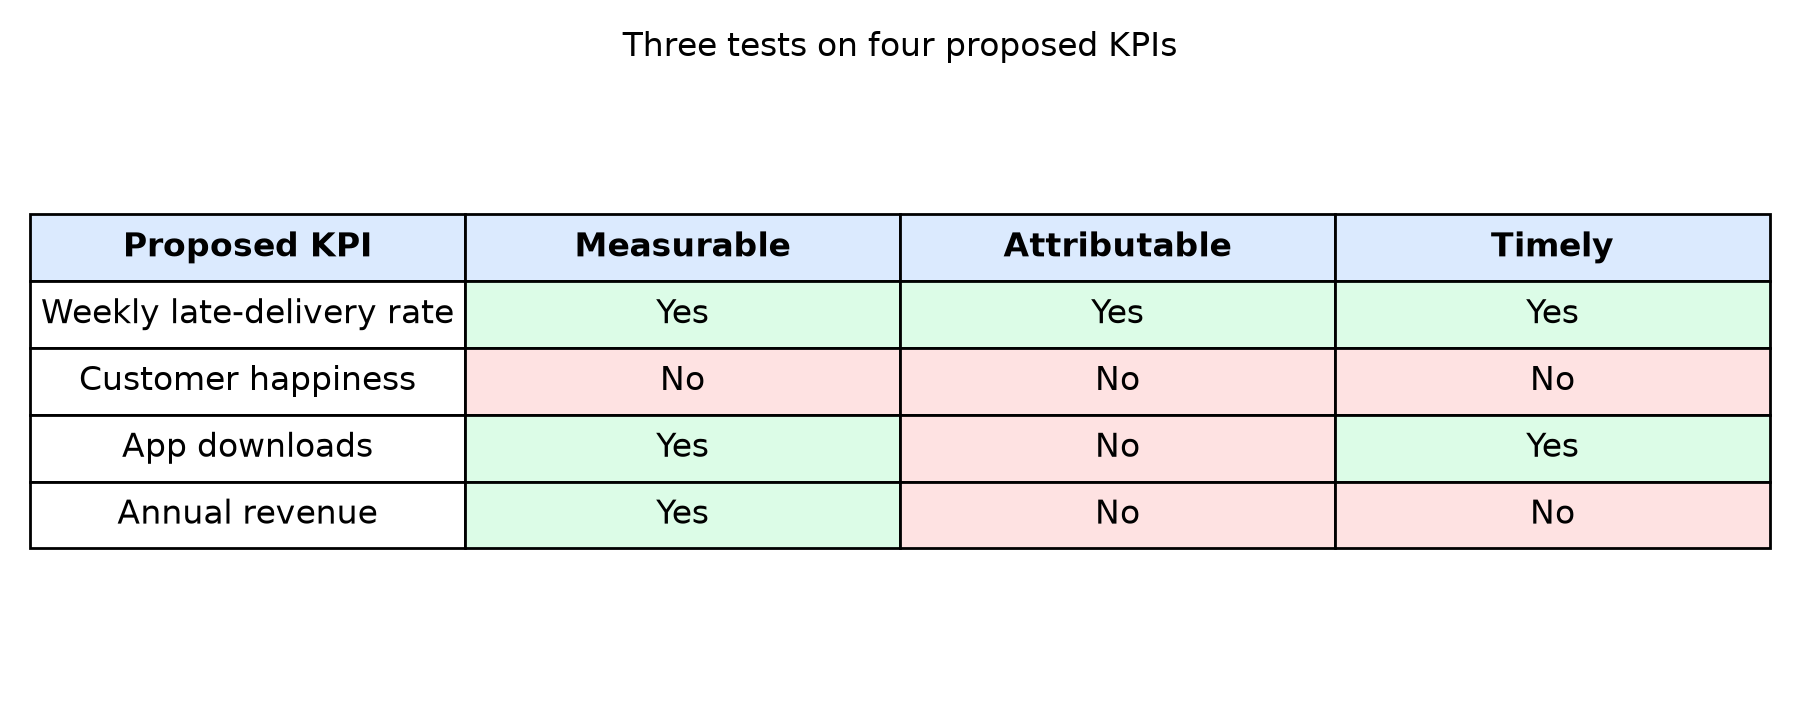 Three tests on four proposed KPIs
Proposed KPI Measurable Attributable Timely
Weekly late-delivery rate Yes Yes Yes
Customer happiness No No No
App downloads Yes No Yes
Annual revenue Yes No No